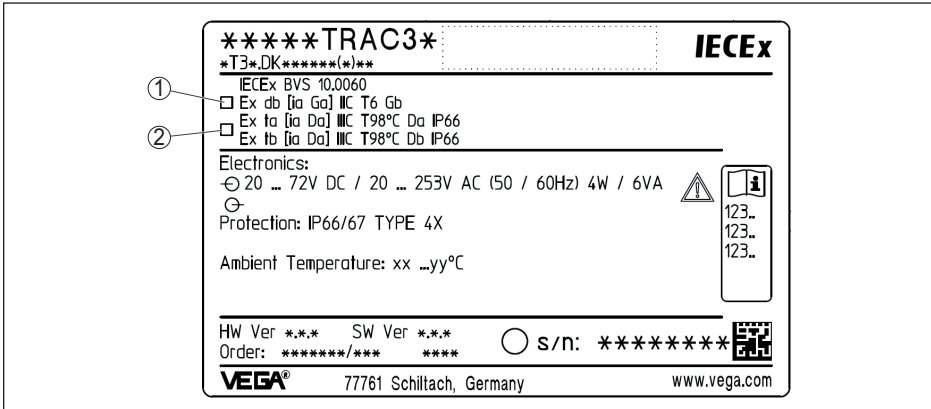 *****TRAC3*
IECEx
*T3*.DK******(*)**
IECEx BVS 10.0060
1 Ex db [ia Ga] IIC T6 Gb
Ex ta [ia Da] IIIC T98°C Da IP66
2 Ex tb [ia Da] IIIC T98°C Db IP66
Electronics:
20 ... 72V DC / 20 ... 253V AC (50 / 60Hz) 4W / 6VA
Protection: IP66/67 TYPE 4X
Ambient Temperature: xx ...yy°C
i
123..
123..
123..
HW Ver *.*.* SW Ver *.*.*
Order: *******/*** ****
s/n: ********
VEGA® 77761 Schiltach, Germany www.vega.com